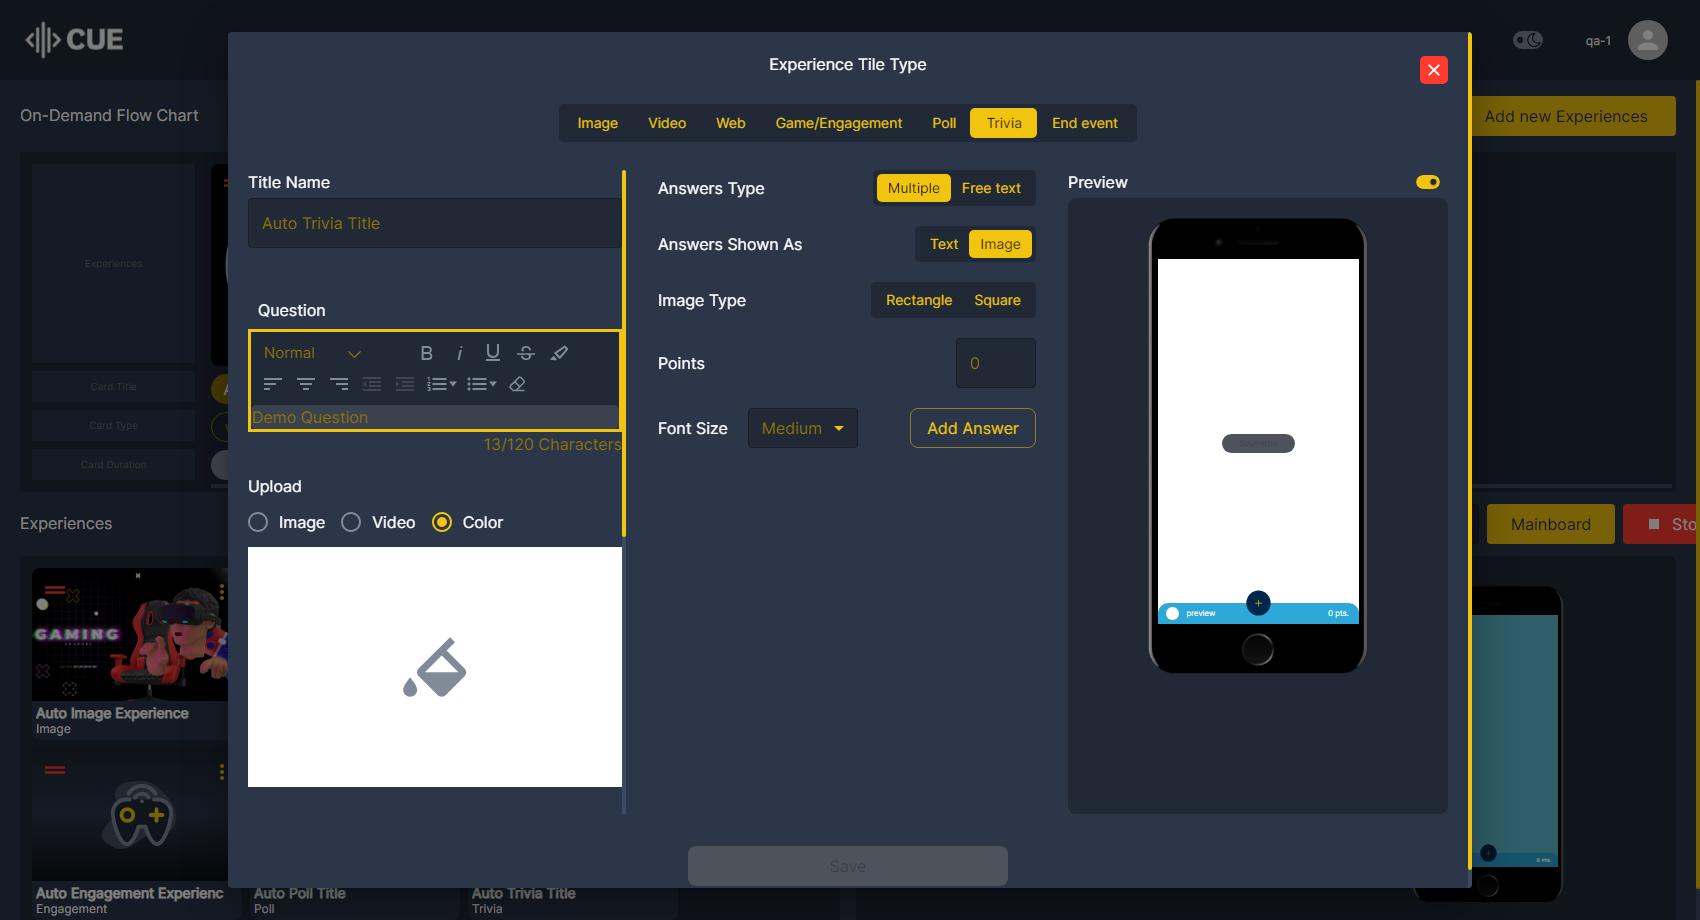 CUE
qa-1
On-Demand Flow Chart
Add new Experiences
Experiences
Card Title
Card Type
Card Duration
Experiences
Mainboard
Sto
GAMING
Auto Image Experience
Image
Auto Engagement Experienc
Engagement
Auto Poll Title
Poll
Auto Trivia Title
Trivia
Experience Tile Type
Image
Video
Web
Game/Engagement
Poll
Trivia
End event
Title Name
Auto Trivia Title
Question
Normal
B i U S
Demo Question
13/120 Characters
Upload
Image
Video
Color
Answers Type
Multiple
Free text
Answers Shown As
Text
Image
Image Type
Rectangle
Square
Points
0
Font Size
Medium
Add Answer
Preview
preview
0 pts.
0 pts.
Save